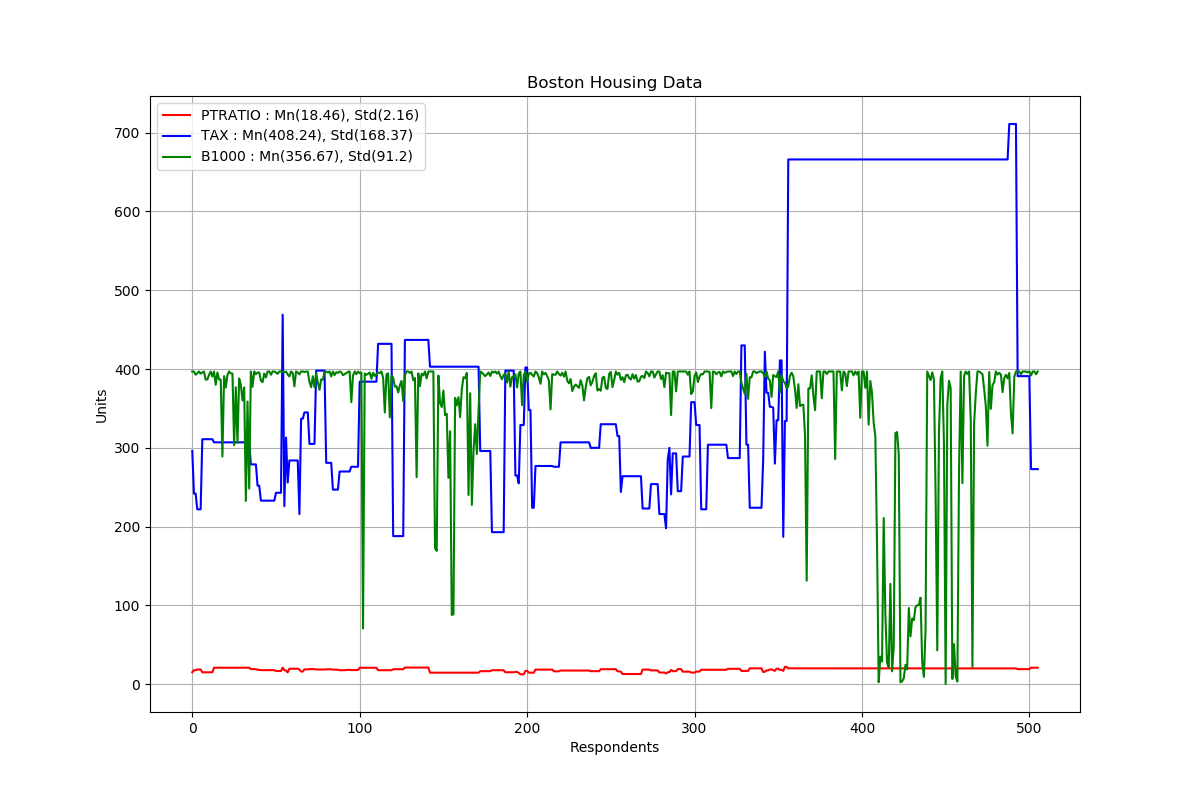 Boston Housing Data
PTRATIO : Mn(18.46), Std(2.16)
TAX : Mn(408.24), Std(168.37)
B1000 : Mn(356.67), Std(91.2)
700
600
500
400
300
200
100
0
Units
0 100 200 300 400 500
Respondents